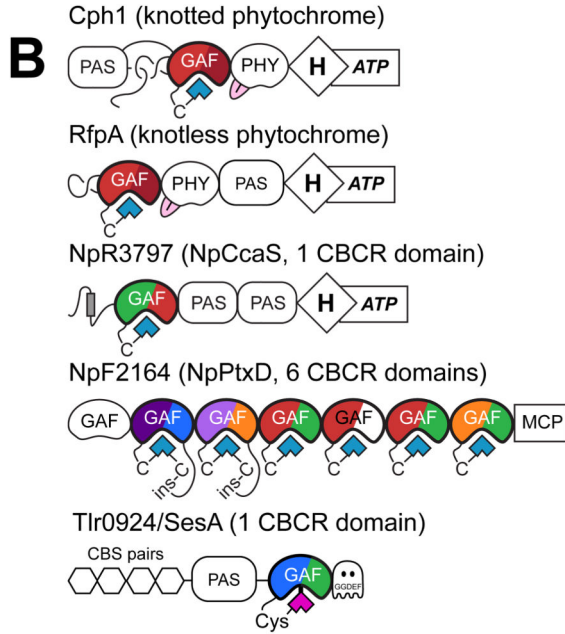 B
Cph1 (knotted phytochrome)
PAS GAF PHY H ATP
C
RfpA (knotless phytochrome)
GAF PHY PAS H ATP
C
NpR3797 (NpCcaS, 1 CBCR domain)
GAF PAS PAS H ATP
C
NpF2164 (NpPtxD, 6 CBCR domains)
GAF GAF GAF GAF GAF GAF GAF MCP
C C C C C C
ins-C ins-C
Tlr0924/SesA (1 CBCR domain)
CBS pairs
PAS GAF GGDEF
Cys